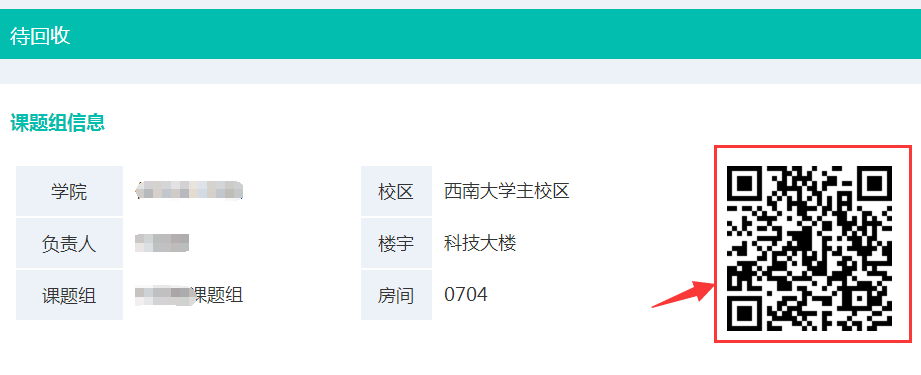 待回收
课题组信息
学院
校区 西南大学主校区
负责人
楼宇 科技大楼
课题组 课题组
房间 0704